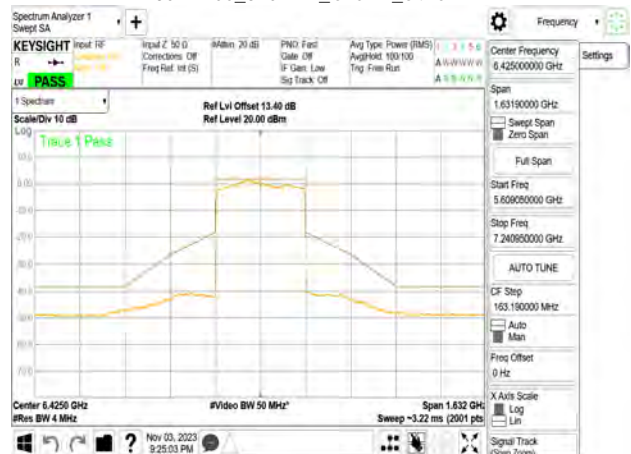 Spectrum Analyzer 1
Swept SA
Frequency
KEYSIGHT
Input: RF
Input Z: 50 Ω
Corrections: Off
Freq Ref: Int (S)
#Atten: 20 dB
PNO: Fast
Gate: Off
IF Gain: Low
Sig Track: Off
Avg Type: Power (RMS)
Avg|Hold: 100/100
Trig: Free Run
PASS
1 Spectrum
Scale/Div 10 dB
Ref Lvl Offset 13.40 dB
Ref Level 20.00 dBm
Log
Trace 1 Pass
Center 6.4250 GHz
#Res BW 4 MHz
#Video BW 50 MHz*
Span 1.632 GHz
Sweep ~3.22 ms (2001 pts
Nov 03, 2023
9:25:03 PM
Center Frequency
6.425000000 GHz
Settings
Span
1.63190000 GHz
Swept Span
Zero Span
Full Span
Start Freq
5.609050000 GHz
Stop Freq
7.240950000 GHz
AUTO TUNE
CF Step
163.190000 MHz
Auto
Man
Freq Offset
0 Hz
X Axis Scale
Log
Lin
Signal Track
(Span Zoom)